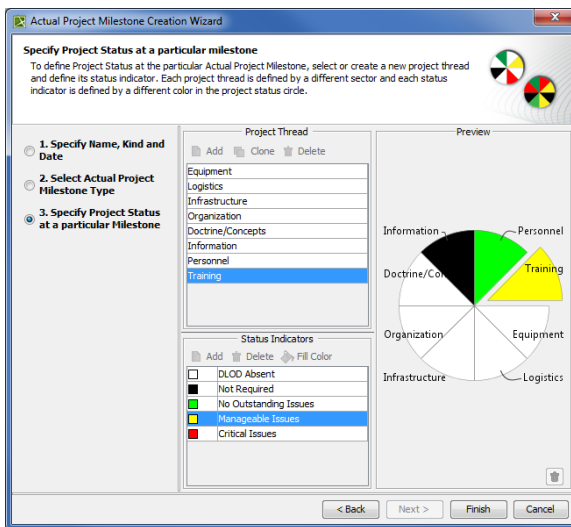 Actual Project Milestone Creation Wizard
Specify Project Status at a particular milestone
To define Project Status at the particular Actual Project Milestone, select or create a new project thread
and define its status indicator. Each project thread is defined by a different sector and each status
indicator is defined by a different color in the project status circle.
1. Specify Name, Kind and
Date
2. Select Actual Project
Milestone Type
3. Specify Project Status
at a particular Milestone
Project Thread
Add Clone Delete
Equipment
Logistics
Infrastructure
Organization
Doctrine/Concepts
Information
Personnel
Training
Status Indicators
Add Delete Fill Color
DLOD Absent
Not Required
No Outstanding Issues
Manageable Issues
Critical Issues
Preview
Information
Personnel
Doctrine/Con
Training
Organization
Equipment
Infrastructure
Logistics
< Back Next > Finish Cancel